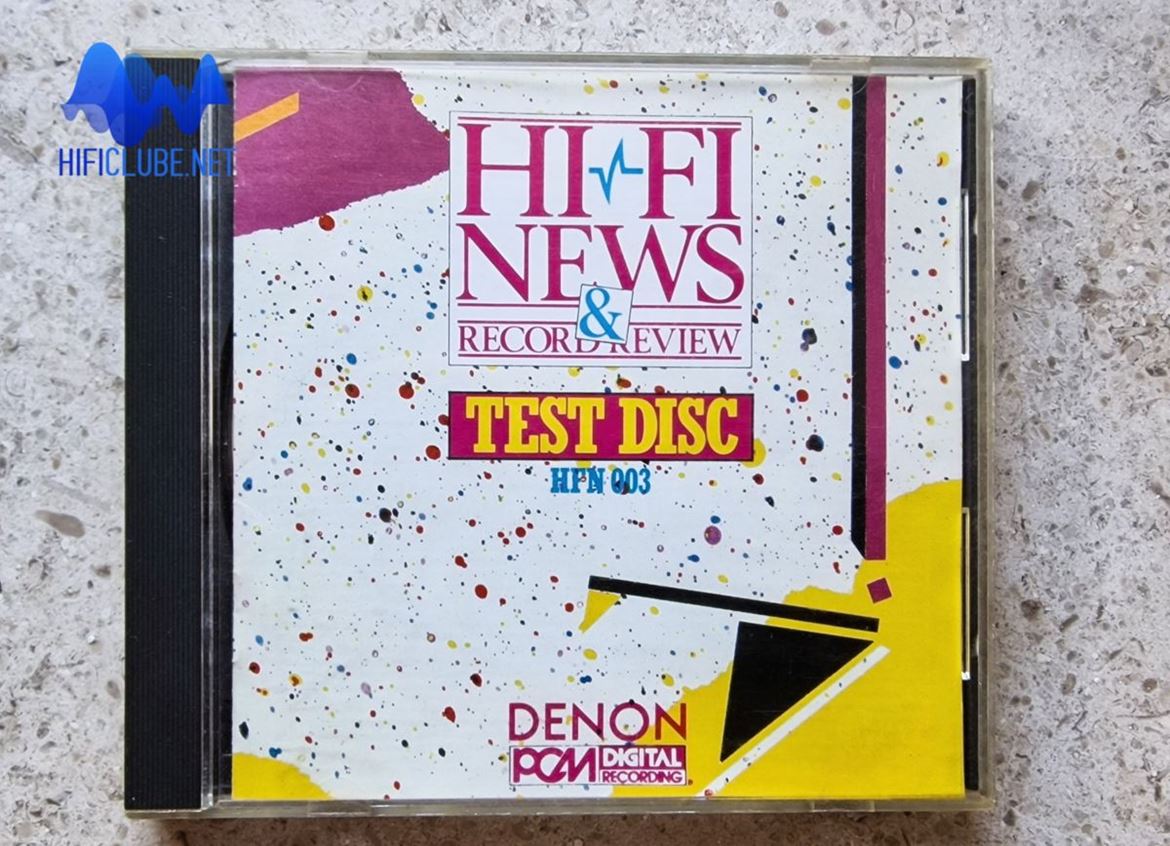 HIFICLUBE.NET
HI-FI
NEWS
&
RECORD REVIEW
TEST DISC
HFN 003
DENON
PCM DIGITAL
RECORDING